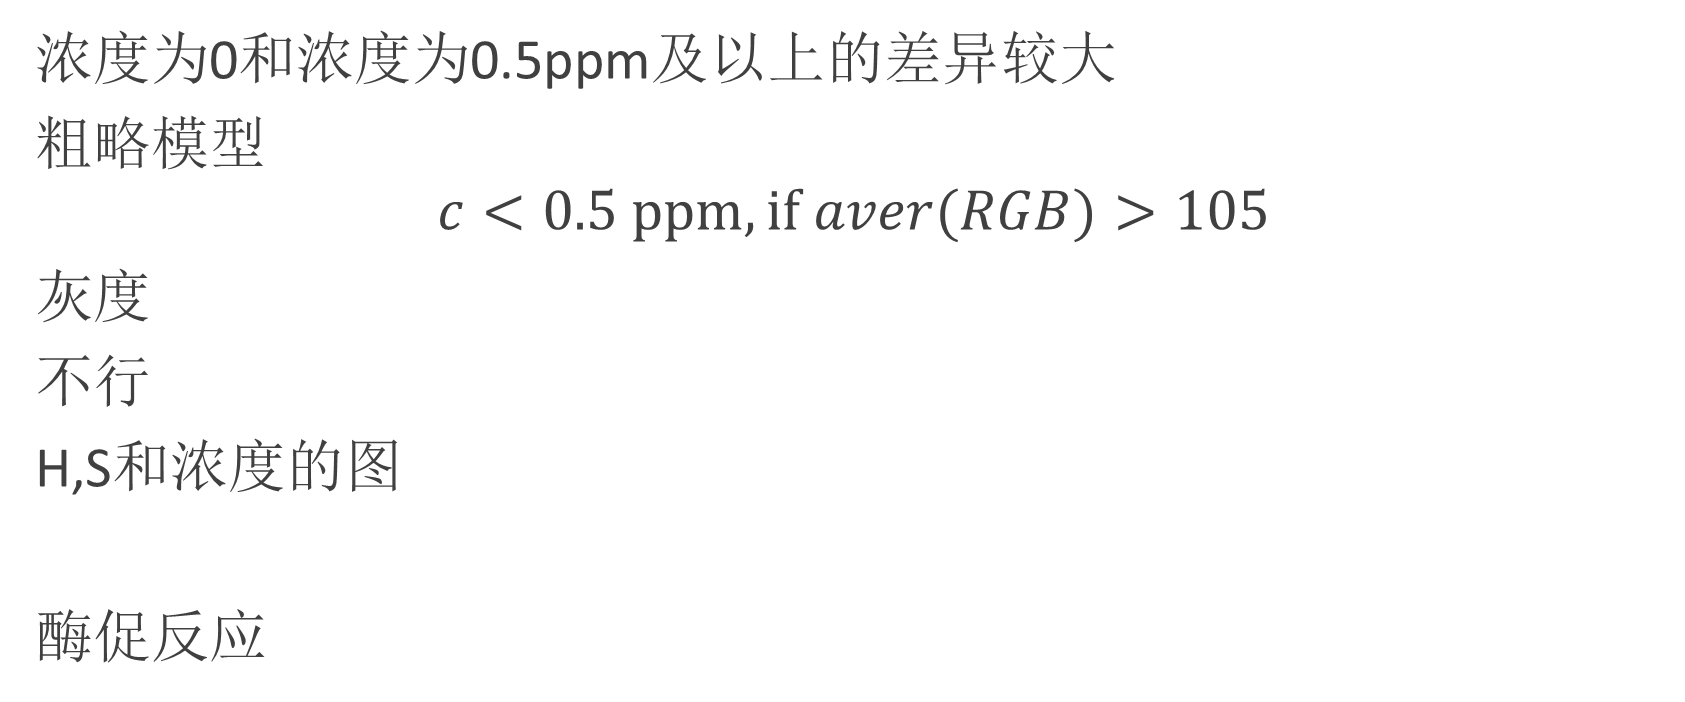 浓度为0和浓度为0.5ppm及以上的差异较大
粗略模型
c < 0.5 ppm, if aver(RGB) > 105
灰度
不行
H,S和浓度的图
酶促反应